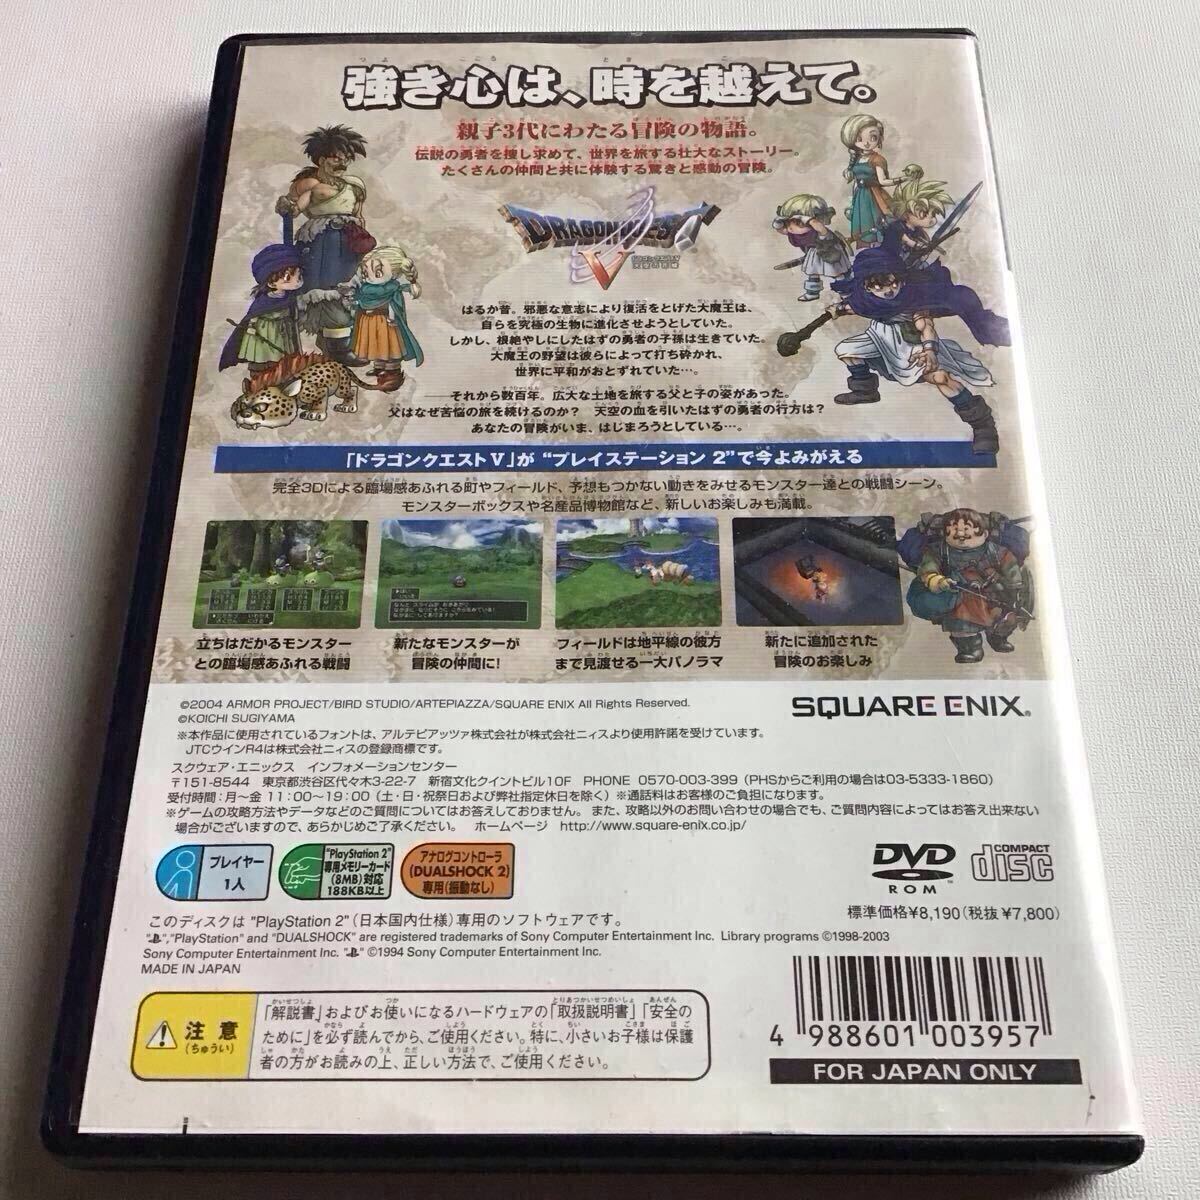 強き心は、時を越えて。
親子3代にわたる冒険の物語。
伝説の勇者を捜し求めて、世界を旅する壮大なストーリー。
たくさんの仲間と共に体験する驚きと感動の冒険。
DRAGON QUEST
V
ドラゴンクエストV
天空の花嫁
はるか昔。邪悪な意志により復活をとげた大魔王は、
自らを究極の生物に進化させようとしていた。
しかし、根絶やしにしたはずの勇者の子孫は生きていた。
大魔王の野望は彼らによって打ち砕かれ、
世界に平和がおとずれていた…。
――それから数百年。広大な土地を旅する父と子の姿があった。
父はなぜ苦悩の旅を続けるのか? 天空の血を引いたはずの勇者の行方は?
あなたの冒険がいま、はじまろうとしている…。
「ドラゴンクエストV」が “プレイステーション 2”で今よみがえる
完全3Dによる臨場感あふれる町やフィールド、予想もつかない動きをみせるモンスター達との戦闘シーン。
モンスターボックスや名産品博物館など、新しいお楽しみも満載。
立ちはだかるモンスター
との臨場感あふれる戦闘
新たなモンスターが
冒険の仲間に!
フィールドは地平線の彼方
まで見渡せる一大パノラマ
新たに追加された
冒険のお楽しみ
©2004 ARMOR PROJECT/BIRD STUDIO/ARTEPIAZZA/SQUARE ENIX All Rights Reserved.
©KOICHI SUGIYAMA
SQUARE ENIX.
※本作品に使用されているフォントは、アルテピアッツァ株式会社が株式会社ニィスより使用許諾を受けています。
JTCウインR4は株式会社ニィスの登録商標です。
スクウェア・エニックス インフォメーションセンター
〒151-8544 東京都渋谷区代々木3-22-7 新宿文化クイントビル10F PHONE 0570-003-399 (PHSからご利用の場合は03-5333-1860)
受付時間:月〜金 11:00〜19:00(土・日・祝祭日および弊社指定休日を除く) ※通話料はお客様のご負担になります。
※ゲームの攻略方法やデータなどのご質問についてはお答えしておりません。また、攻略以外のお問い合わせの場合でも、ご質問内容によってはお答え出来ない
場合がございますので、あらかじめご了承ください。 ホームページ http://www.square-enix.co.jp/
プレイヤー
1人
"PlayStation 2"
専用メモリーカード
(8MB)対応
188KB以上
アナログコントローラ
(DUALSHOCK 2)
専用(振動なし)
DVD
ROM
COMPACT
disc
標準価格¥8,190(税抜¥7,800)
このディスクは "PlayStation 2"(日本国内仕様)専用のソフトウェアです。
"","PlayStation" and "DUALSHOCK" are registered trademarks of Sony Computer Entertainment Inc. Library programs ©1998-2003
Sony Computer Entertainment Inc. "" ©1994 Sony Computer Entertainment Inc.
MADE IN JAPAN
注意
(ちゅうい)
「解説書」およびお使いになるハードウェアの「取扱説明書」「安全の
ために」を必ず読んでから、ご使用ください。特に、小さいお子様は保護
者の方がお読みの上、正しい方法で、ご使用ください。
4 988601 003957
FOR JAPAN ONLY